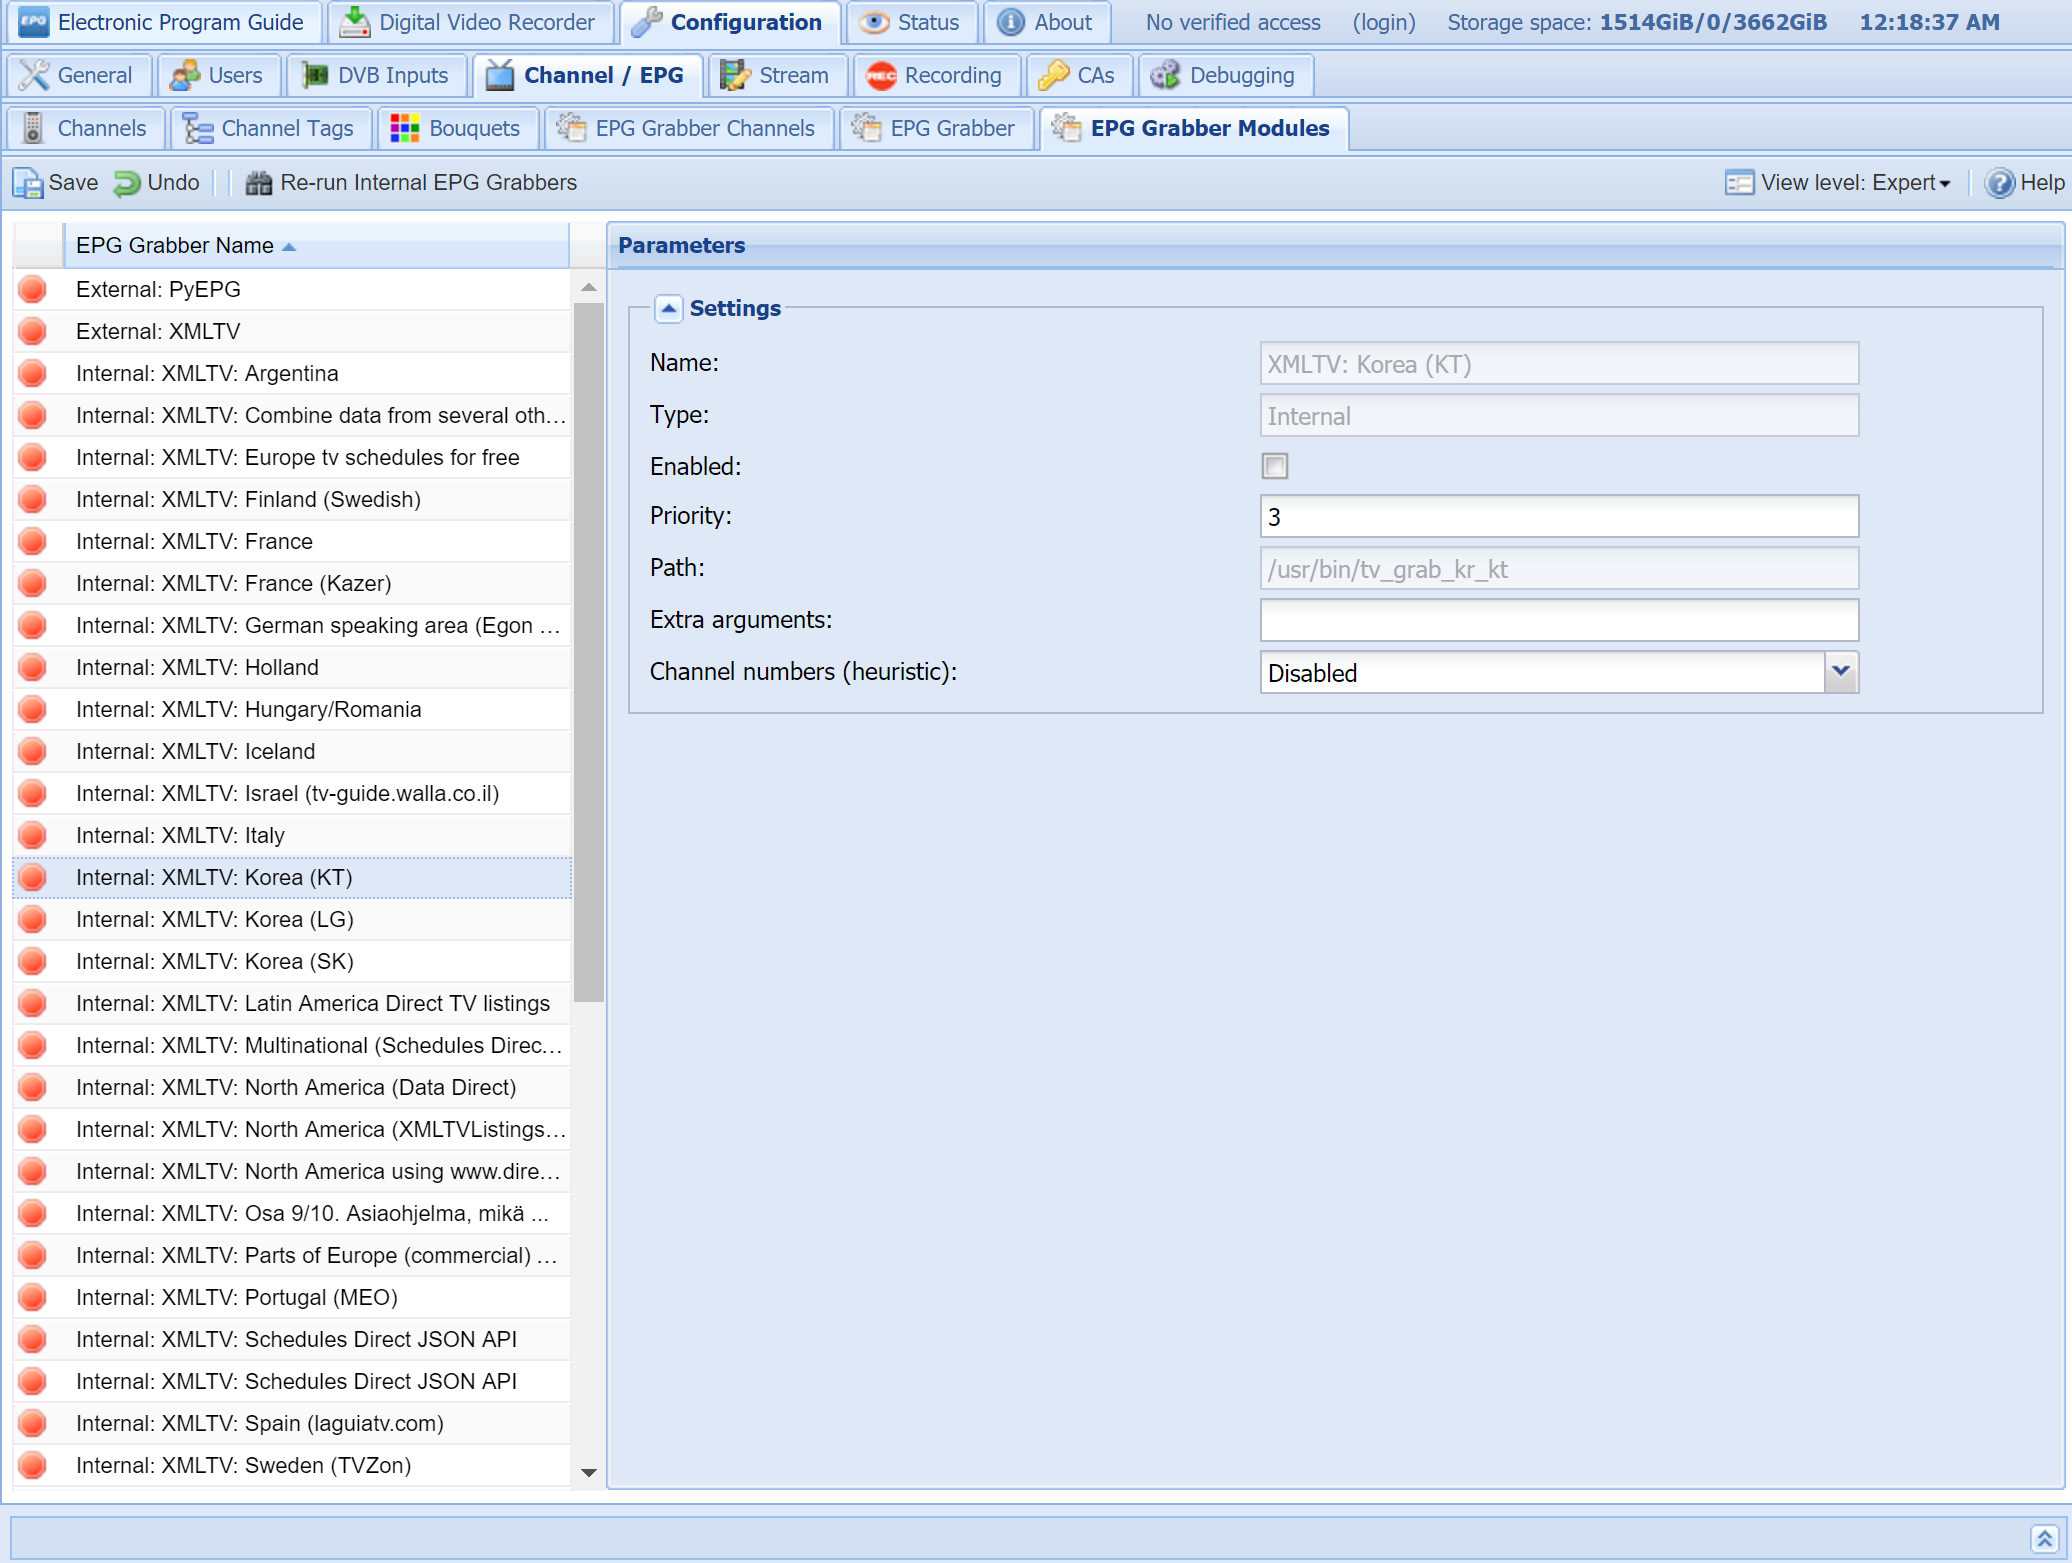 EPG Electronic Program Guide Digital Video Recorder Configuration Status About No verified access (login) Storage space: 1514GiB/0/3662GiB 12:18:37 AM
General Users DVB Inputs Channel / EPG Stream REC Recording CAs Debugging
Channels Channel Tags Bouquets EPG Grabber Channels EPG Grabber EPG Grabber Modules
Save Undo Re-run Internal EPG Grabbers View level: Expert Help
EPG Grabber Name
External: PyEPG
External: XMLTV
Internal: XMLTV: Argentina
Internal: XMLTV: Combine data from several oth...
Internal: XMLTV: Europe tv schedules for free
Internal: XMLTV: Finland (Swedish)
Internal: XMLTV: France
Internal: XMLTV: France (Kazer)
Internal: XMLTV: German speaking area (Egon ...
Internal: XMLTV: Holland
Internal: XMLTV: Hungary/Romania
Internal: XMLTV: Iceland
Internal: XMLTV: Israel (tv-guide.walla.co.il)
Internal: XMLTV: Italy
Internal: XMLTV: Korea (KT)
Internal: XMLTV: Korea (LG)
Internal: XMLTV: Korea (SK)
Internal: XMLTV: Latin America Direct TV listings
Internal: XMLTV: Multinational (Schedules Direc...
Internal: XMLTV: North America (Data Direct)
Internal: XMLTV: North America (XMLTVListings...
Internal: XMLTV: North America using www.dire...
Internal: XMLTV: Osa 9/10. Asiaohjelma, mikä ...
Internal: XMLTV: Parts of Europe (commercial) ...
Internal: XMLTV: Portugal (MEO)
Internal: XMLTV: Schedules Direct JSON API
Internal: XMLTV: Schedules Direct JSON API
Internal: XMLTV: Spain (laguiatv.com)
Internal: XMLTV: Sweden (TVZon)
Parameters
Settings
Name: XMLTV: Korea (KT)
Type: Internal
Enabled:
Priority: 3
Path: /usr/bin/tv_grab_kr_kt
Extra arguments:
Channel numbers (heuristic): Disabled